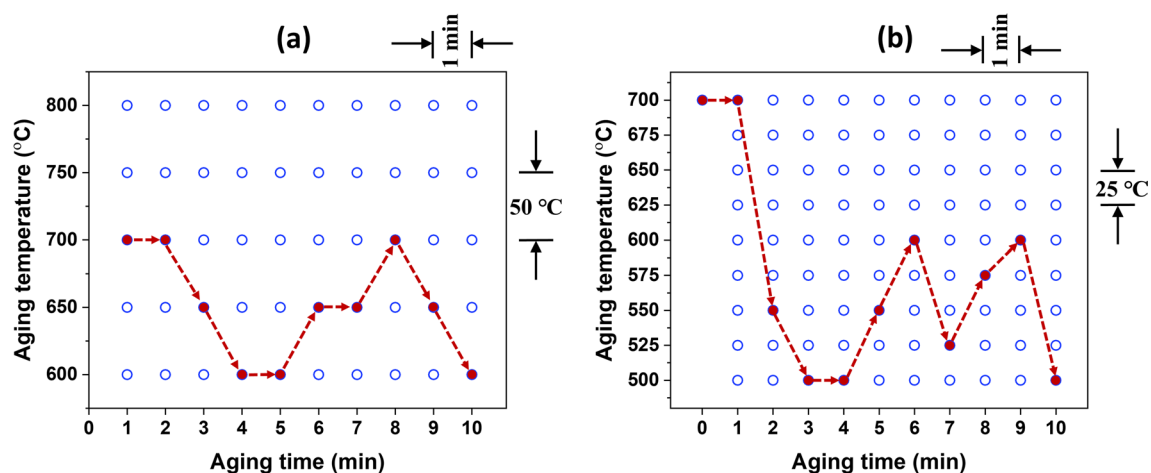 (a)
1 min
800
750
700
650
600
Aging temperature (°C)
50 °C
0 1 2 3 4 5 6 7 8 9 10
Aging time (min)
(b)
1 min
700
675
650
625
600
575
550
525
500
Aging temperature (°C)
25 °C
0 1 2 3 4 5 6 7 8 9 10
Aging time (min)